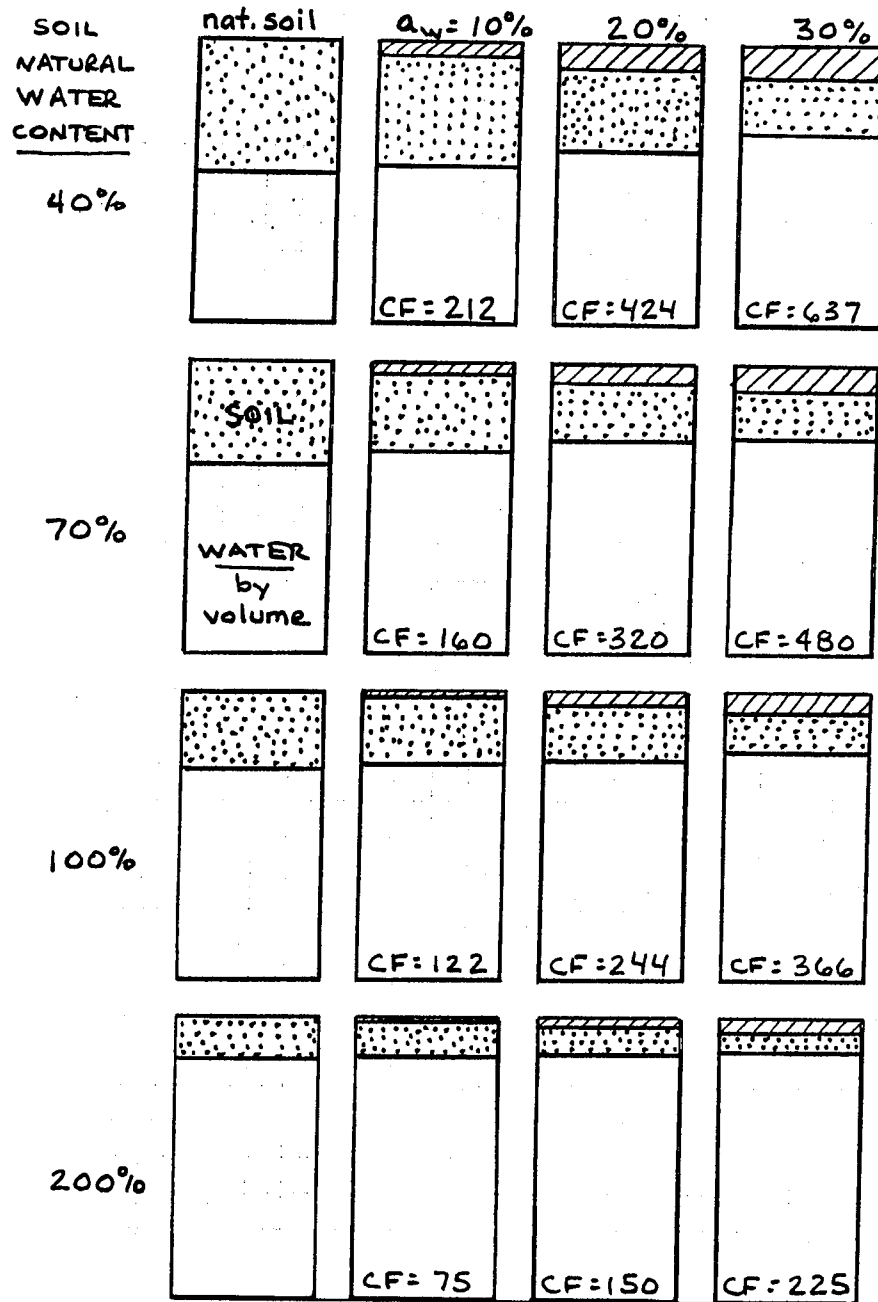 SOIL
NATURAL
WATER
CONTENT
nat. soil
aw = 10%
20%
30%
40%
CF = 212
CF = 424
CF = 637
70%
SOIL
WATER
by
volume
CF = 160
CF = 320
CF = 480
100%
CF = 122
CF = 244
CF = 366
200%
CF = 75
CF = 150
CF = 225